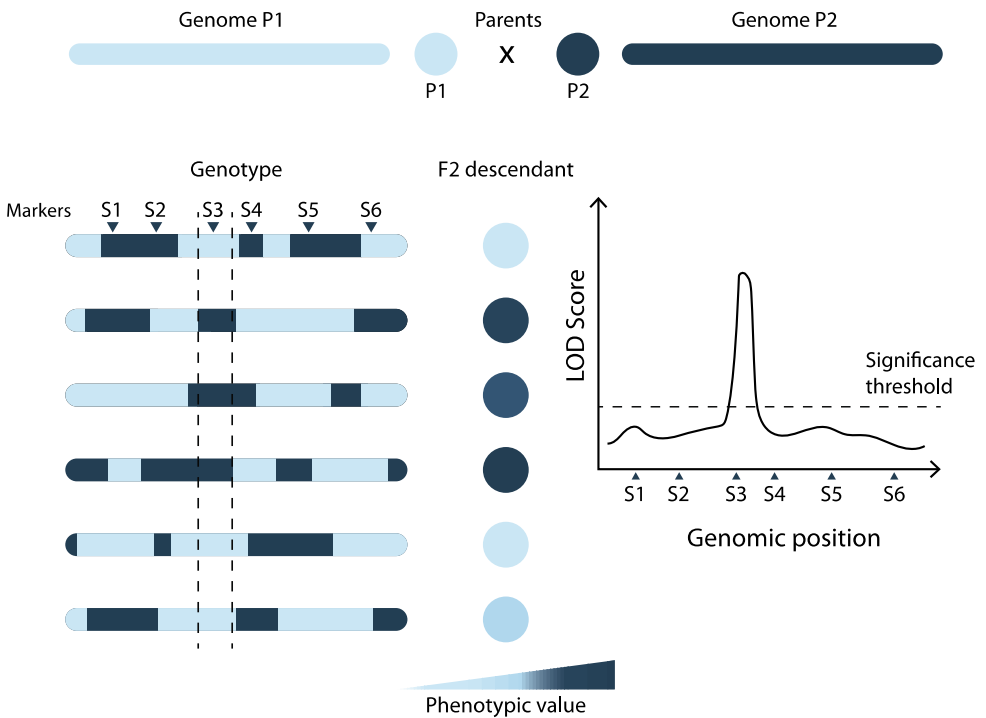 Genome P1
Parents
Genome P2
x
P1
P2
Genotype
F2 descendant
Markers
S1
S2
S3
S4
S5
S6
LOD Score
Significance
threshold
S1
S2
S3
S4
S5
S6
Genomic position
Phenotypic value